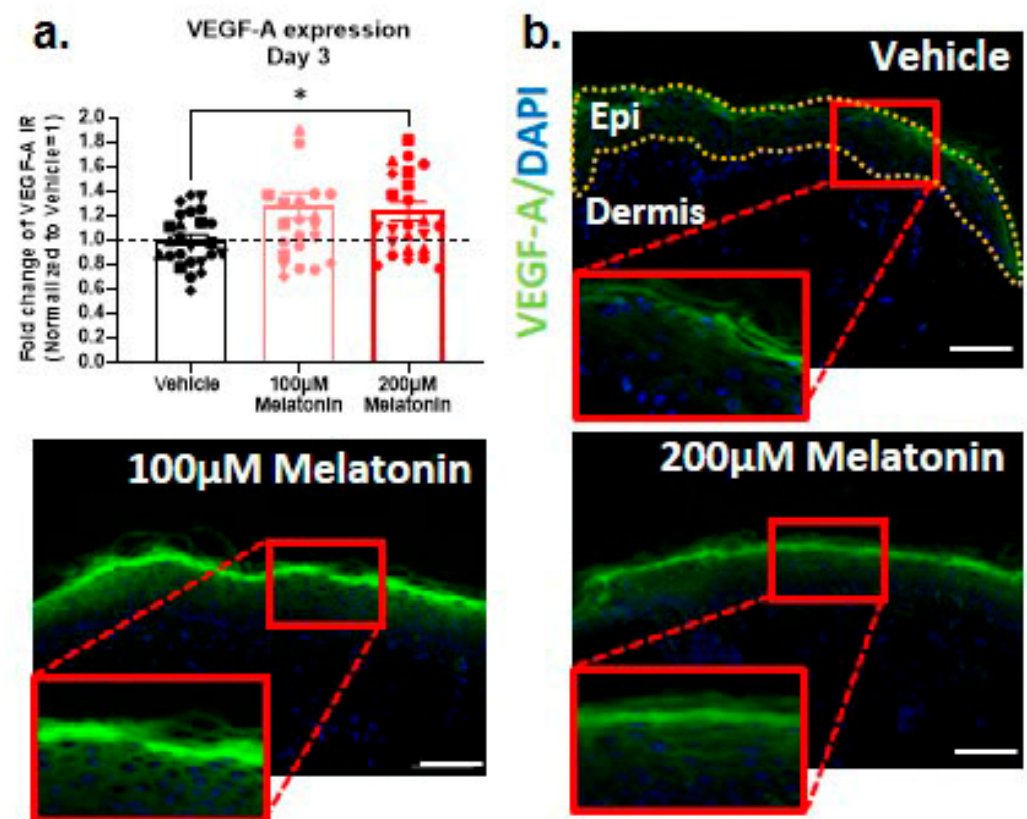 a.
VEGF-A expression
Day 3
*
Fold change of VEGF-A IR
(Normalized to Vehicle=1)
2.0
1.8
1.6
1.4
1.2
1.0
0.8
0.6
0.4
0.2
0.0
Vehicle
100µM
Melatonin
200µM
Melatonin
b.
VEGF-A/DAPI
Vehicle
Epi
Dermis
100µM Melatonin
200µM Melatonin